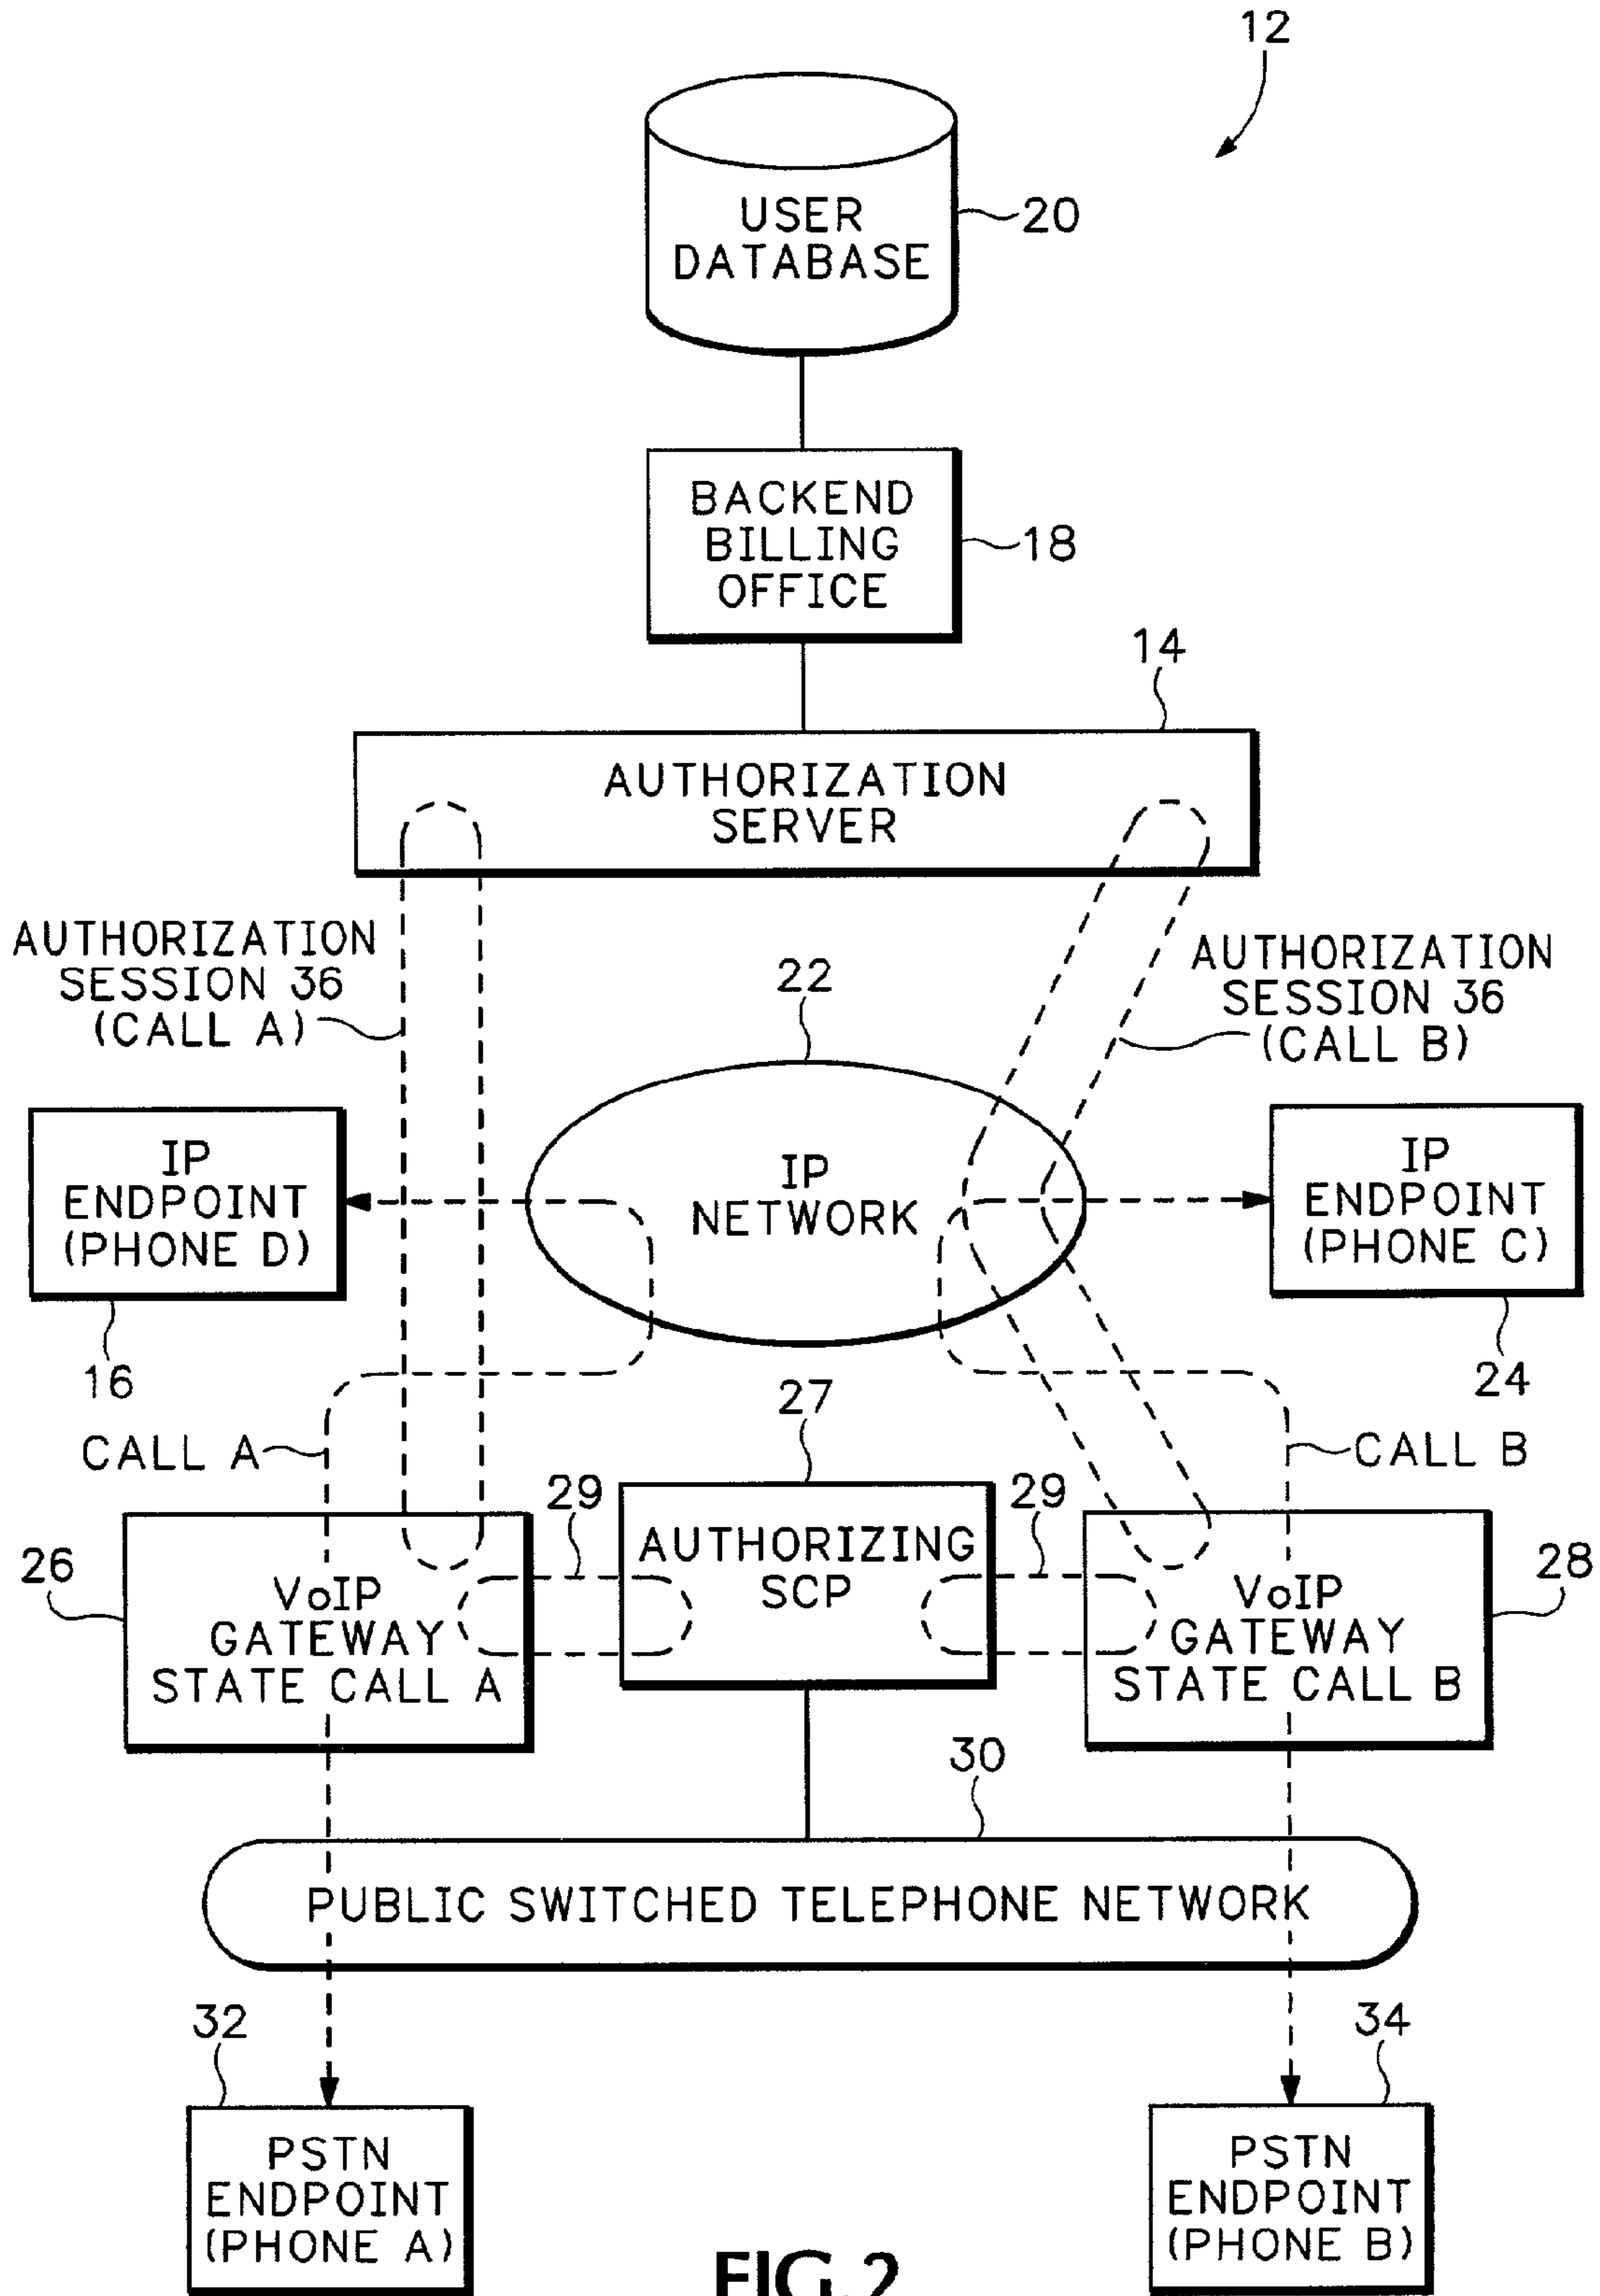 12
USER
DATABASE
20
BACKEND
BILLING
OFFICE
18
14
AUTHORIZATION
SERVER
AUTHORIZATION
SESSION 36
(CALL A)
22
AUTHORIZATION
SESSION 36
(CALL B)
IP
ENDPOINT
(PHONE D)
16
IP
NETWORK
IP
ENDPOINT
(PHONE C)
24
CALL A
27
CALL B
26
VoIP
GATEWAY
STATE CALL A
29
AUTHORIZING
SCP
29
VoIP
GATEWAY
STATE CALL B
28
30
PUBLIC SWITCHED TELEPHONE NETWORK
32
PSTN
ENDPOINT
(PHONE A)
34
PSTN
ENDPOINT
(PHONE B)
FIG.2